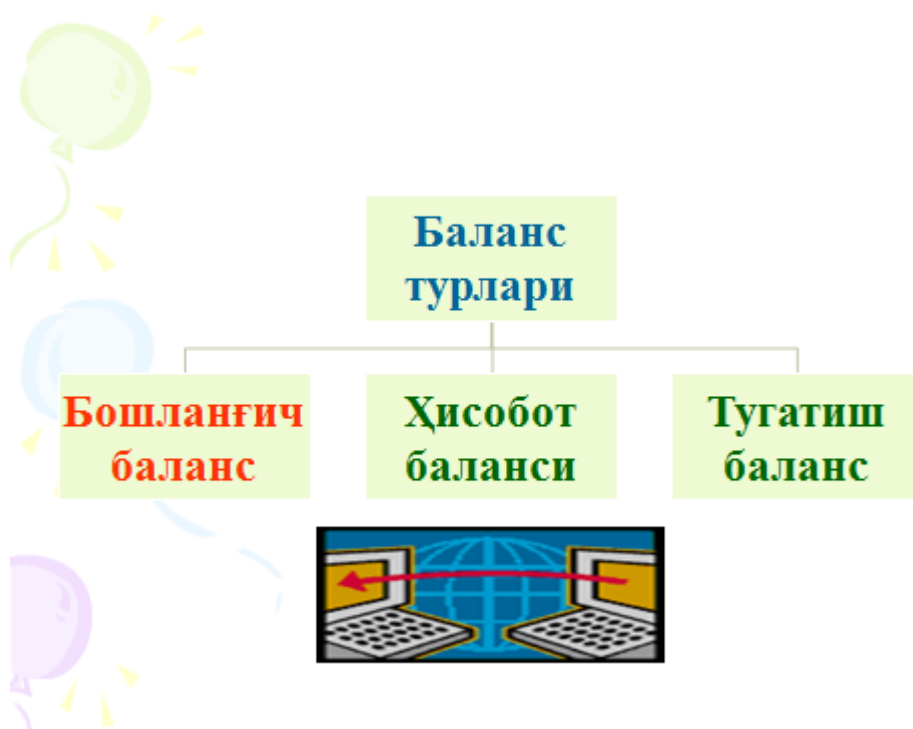 Баланс
турлари
Бошланғич
баланс
Ҳисобот
баланси
Тугатиш
баланс